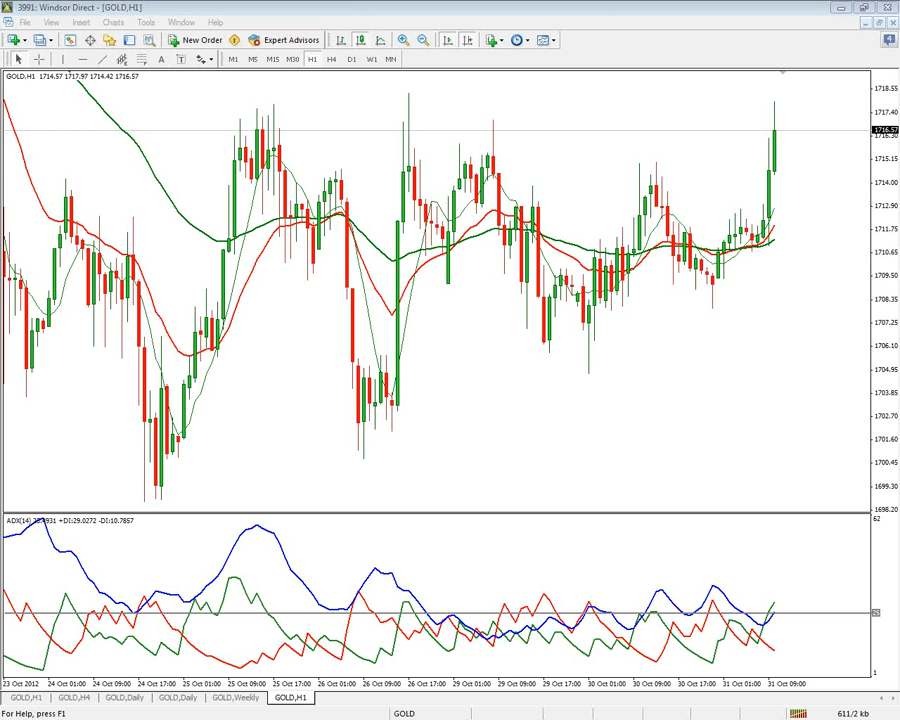 3991: Windsor Direct - [GOLD,H1]
File View Insert Charts Tools Window Help
New Order Expert Advisors 4
A T M1 M5 M15 M30 H1 H4 D1 W1 MN
GOLD,H1 1714.57 1717.97 1714.42 1716.57
1718.55
1717.40
1716.57
1716.30
1715.15
1714.00
1712.90
1711.75
1710.65
1709.50
1708.35
1707.25
1706.10
1704.95
1703.85
1702.70
1701.60
1700.45
1699.30
1698.20
+DI:29.0272 -DI:10.7857
62
25
1
23 Oct 2012 24 Oct 01:00 24 Oct 09:00 24 Oct 17:00 25 Oct 01:00 25 Oct 09:00 25 Oct 17:00 26 Oct 01:00 26 Oct 09:00 26 Oct 17:00 29 Oct 01:00 29 Oct 09:00 29 Oct 17:00 30 Oct 01:00 30 Oct 09:00 30 Oct 17:00 31 Oct 01:00 31 Oct 09:00
GOLD,H1 GOLD,H4 GOLD,Daily GOLD,Daily GOLD,Weekly GOLD,H1
For Help, press F1 GOLD 611/2 kb